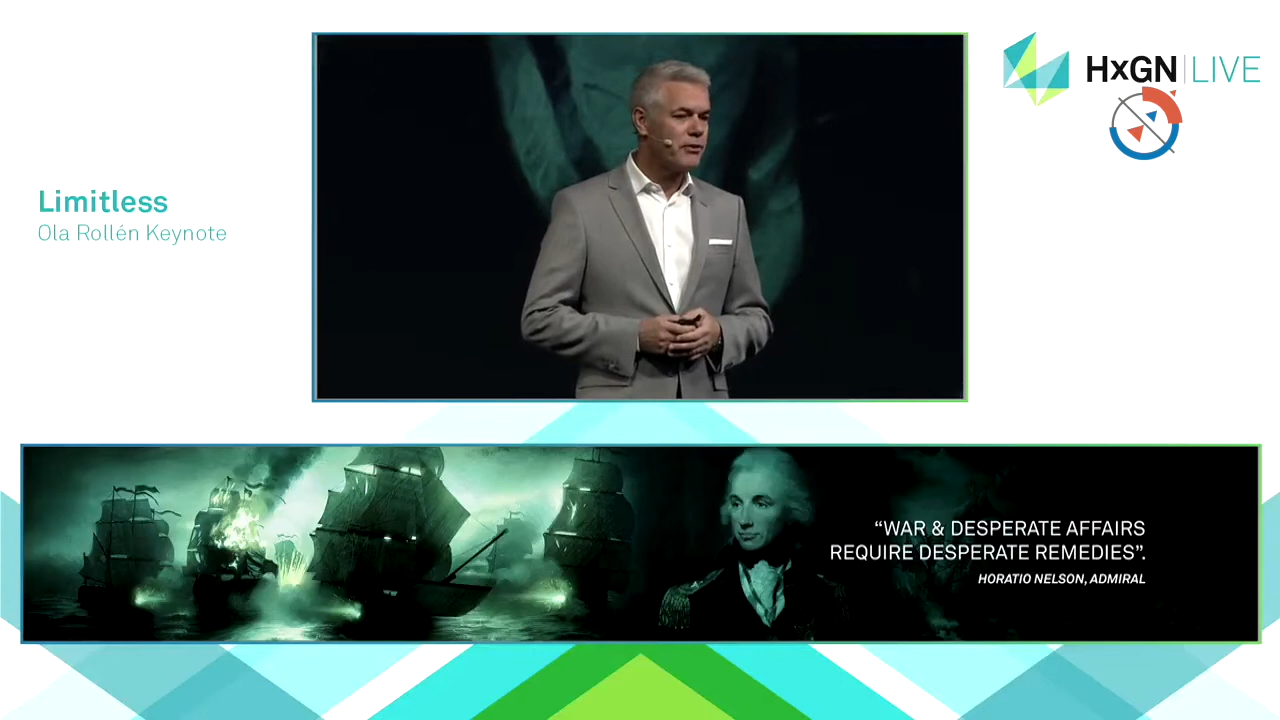 HxGN LIVE
Limitless
Ola Rollén Keynote
“WAR & DESPERATE AFFAIRS
REQUIRE DESPERATE REMEDIES”.
HORATIO NELSON, ADMIRAL